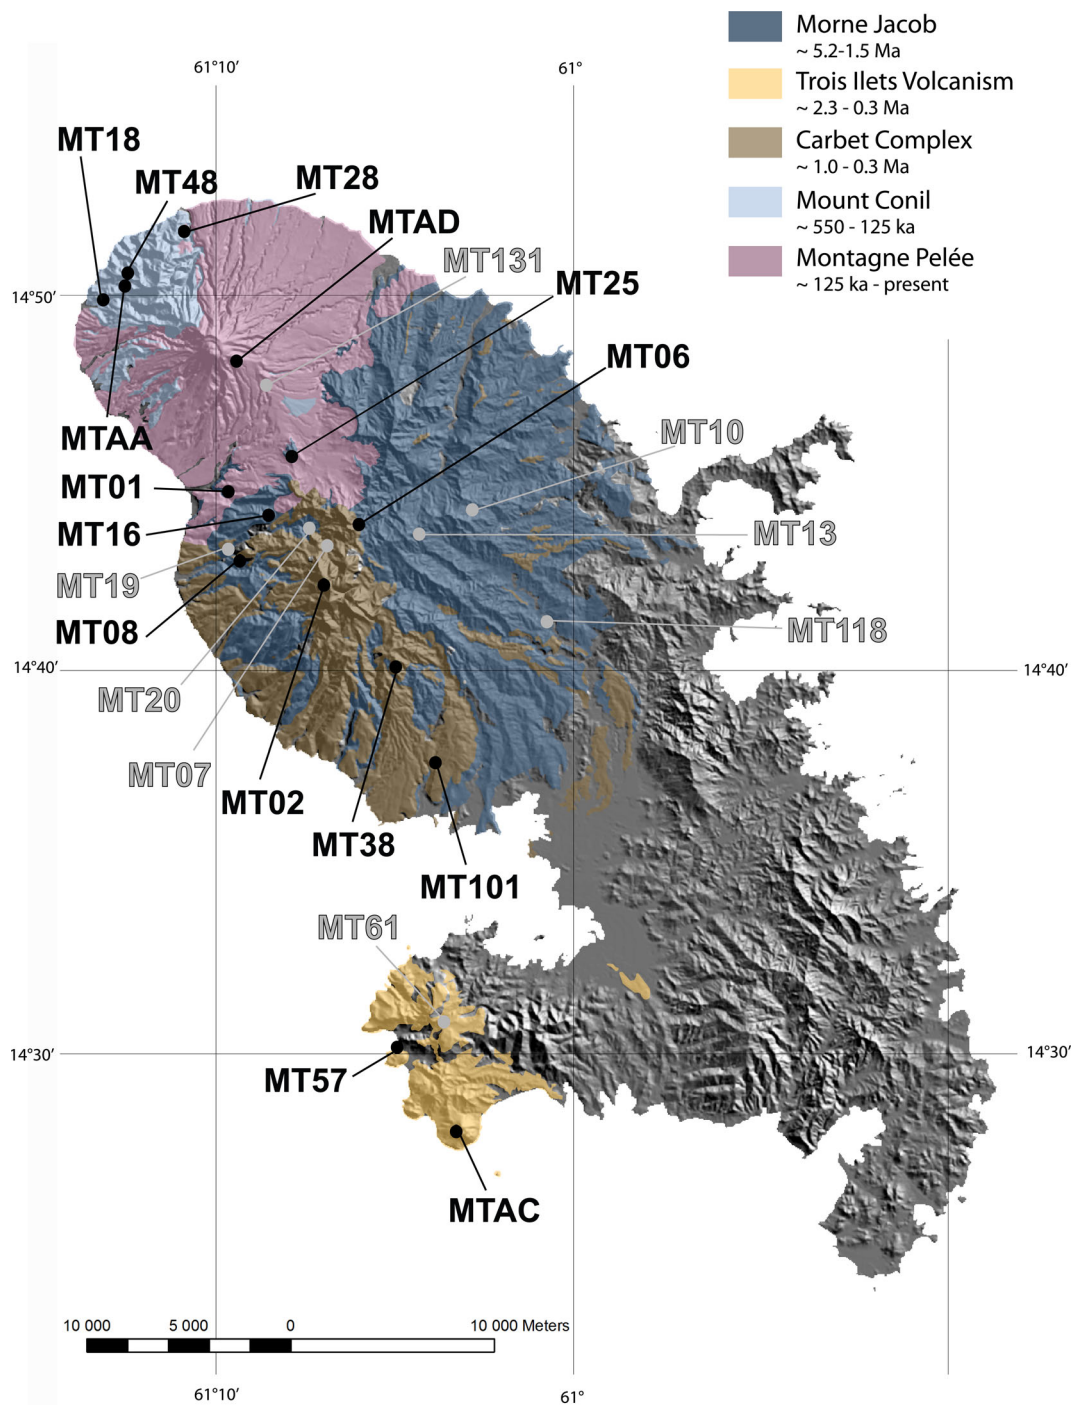 Morne Jacob
~ 5.2-1.5 Ma
Trois Ilets Volcanism
~ 2.3 - 0.3 Ma
Carbet Complex
~ 1.0 - 0.3 Ma
Mount Conil
~ 550 - 125 ka
Montagne Pelée
~ 125 ka - present
61°10′
61°
MT18
MT48
MT28
MTAD
MT131
MT25
14°50′
MT06
MTAA
MT10
MT01
MT16
MT13
MT19
MT08
MT118
14°40′
14°40′
MT20
MT07
MT02
MT38
MT101
MT61
14°30′
14°30′
MT57
MTAC
10 000
5 000
0
10 000 Meters
61°10′
61°